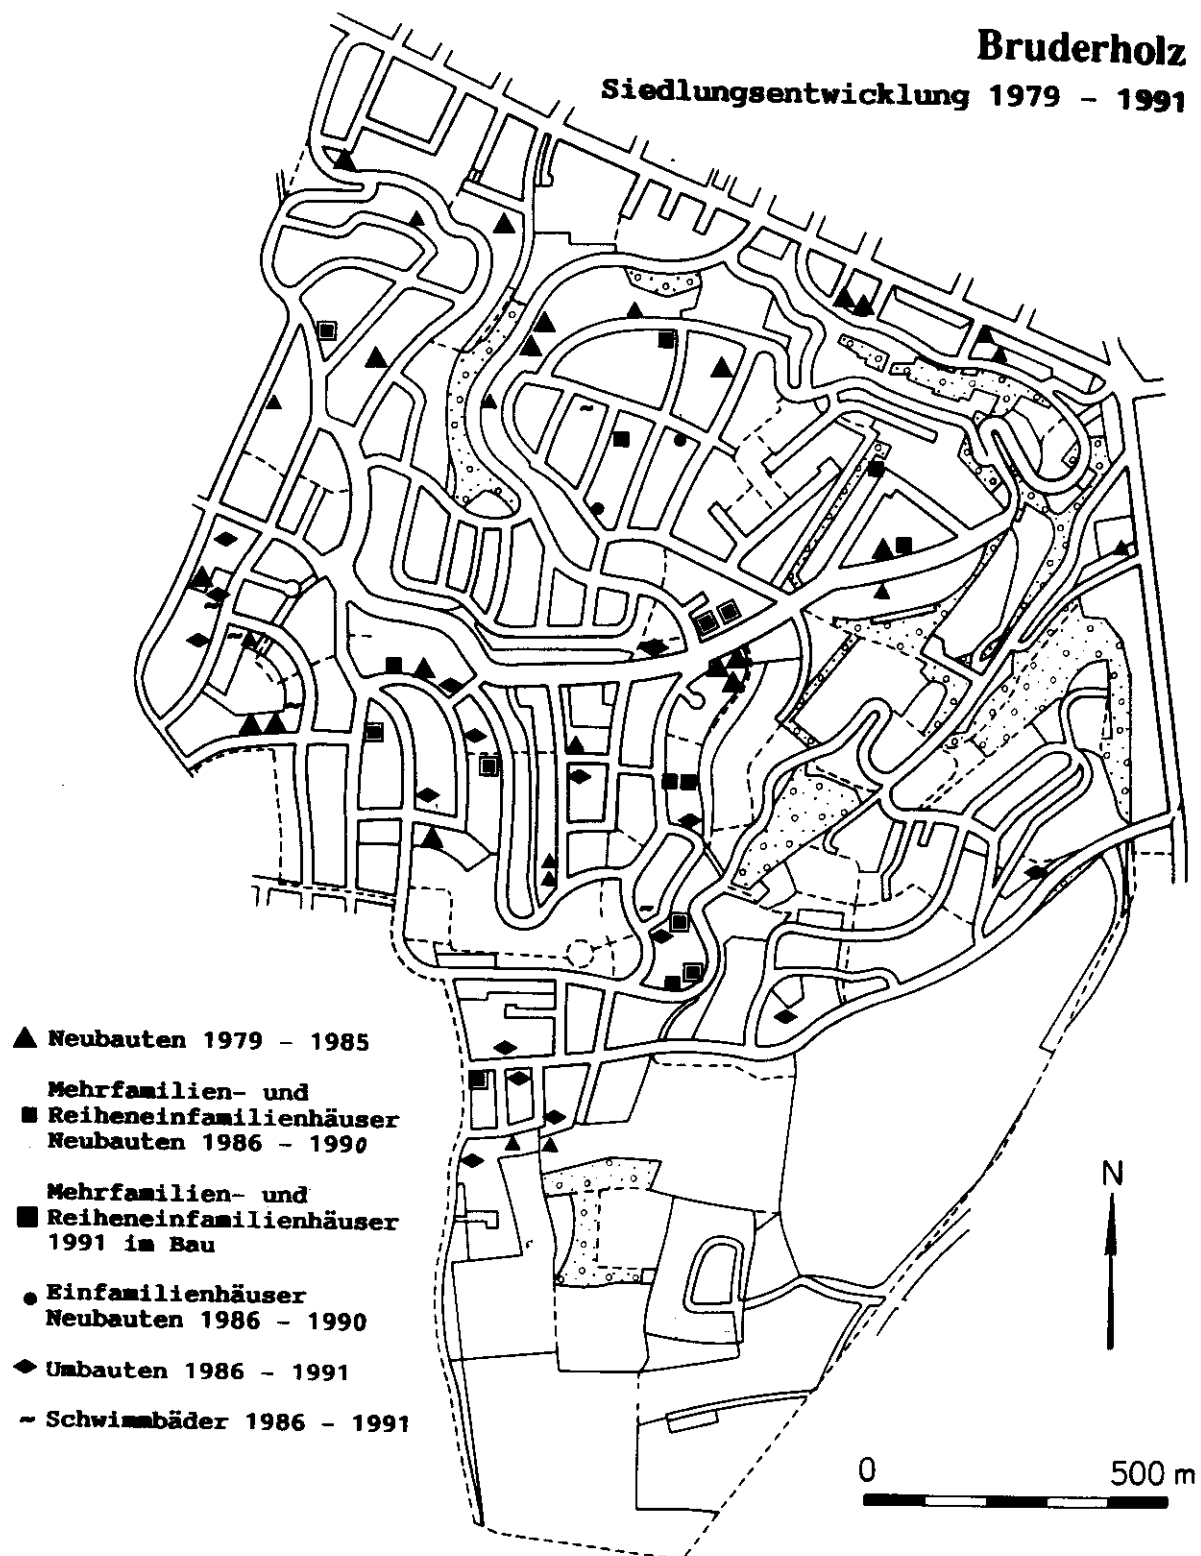 Bruderholz
Siedlungsentwicklung 1979 - 1991
Neubauten 1979 - 1985
Mehrfamilien- und
Reiheneinfamilienhäuser
Neubauten 1986 - 1990
Mehrfamilien- und
Reiheneinfamilienhäuser
1991 im Bau
Einfamilienhäuser
Neubauten 1986 - 1990
Umbauten 1986 - 1991
~ Schwimmbäder 1986 - 1991
N
0 500 m